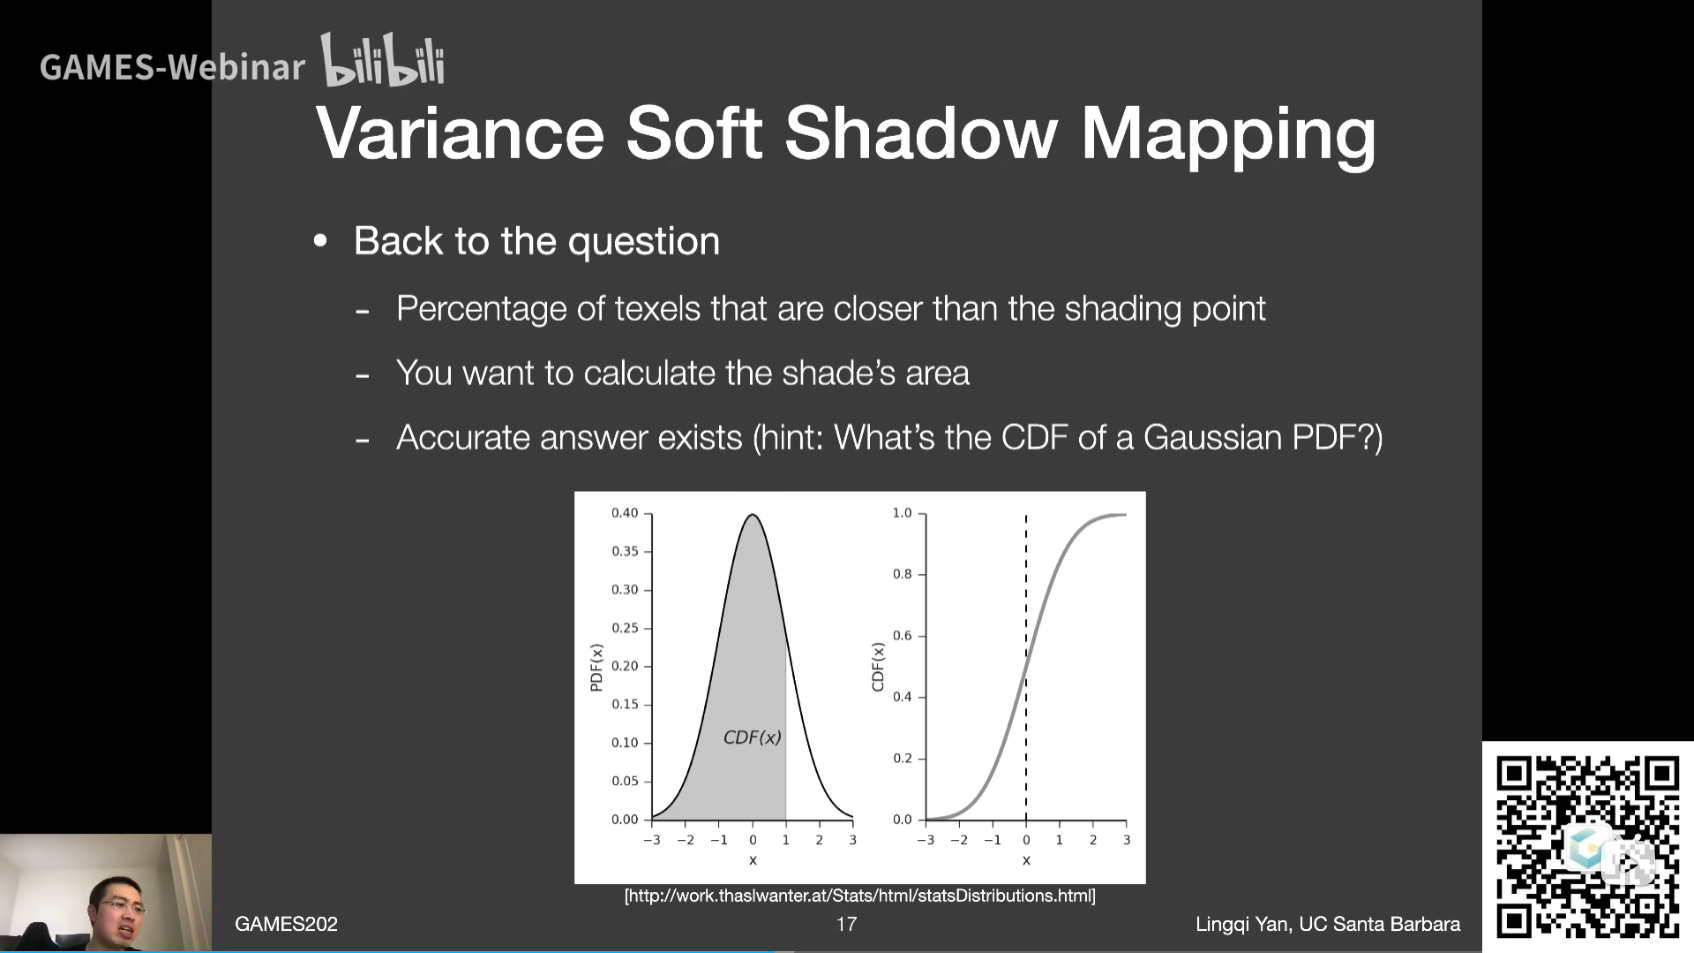 GAMES-Webinar bilibili
Variance Soft Shadow Mapping
• Back to the question
- Percentage of texels that are closer than the shading point
- You want to calculate the shade's area
- Accurate answer exists (hint: What's the CDF of a Gaussian PDF?)
0.40
0.35
0.30
0.25
0.20
0.15
0.10
0.05
0.00
PDF(x)
CDF(x)
−3 −2 −1 0 1 2 3
x
1.0
0.8
0.6
0.4
0.2
0.0
CDF(x)
−3 −2 −1 0 1 2 3
x
[http://work.thaslwanter.at/Stats/html/statsDistributions.html]
GAMES202 17 Lingqi Yan, UC Santa Barbara